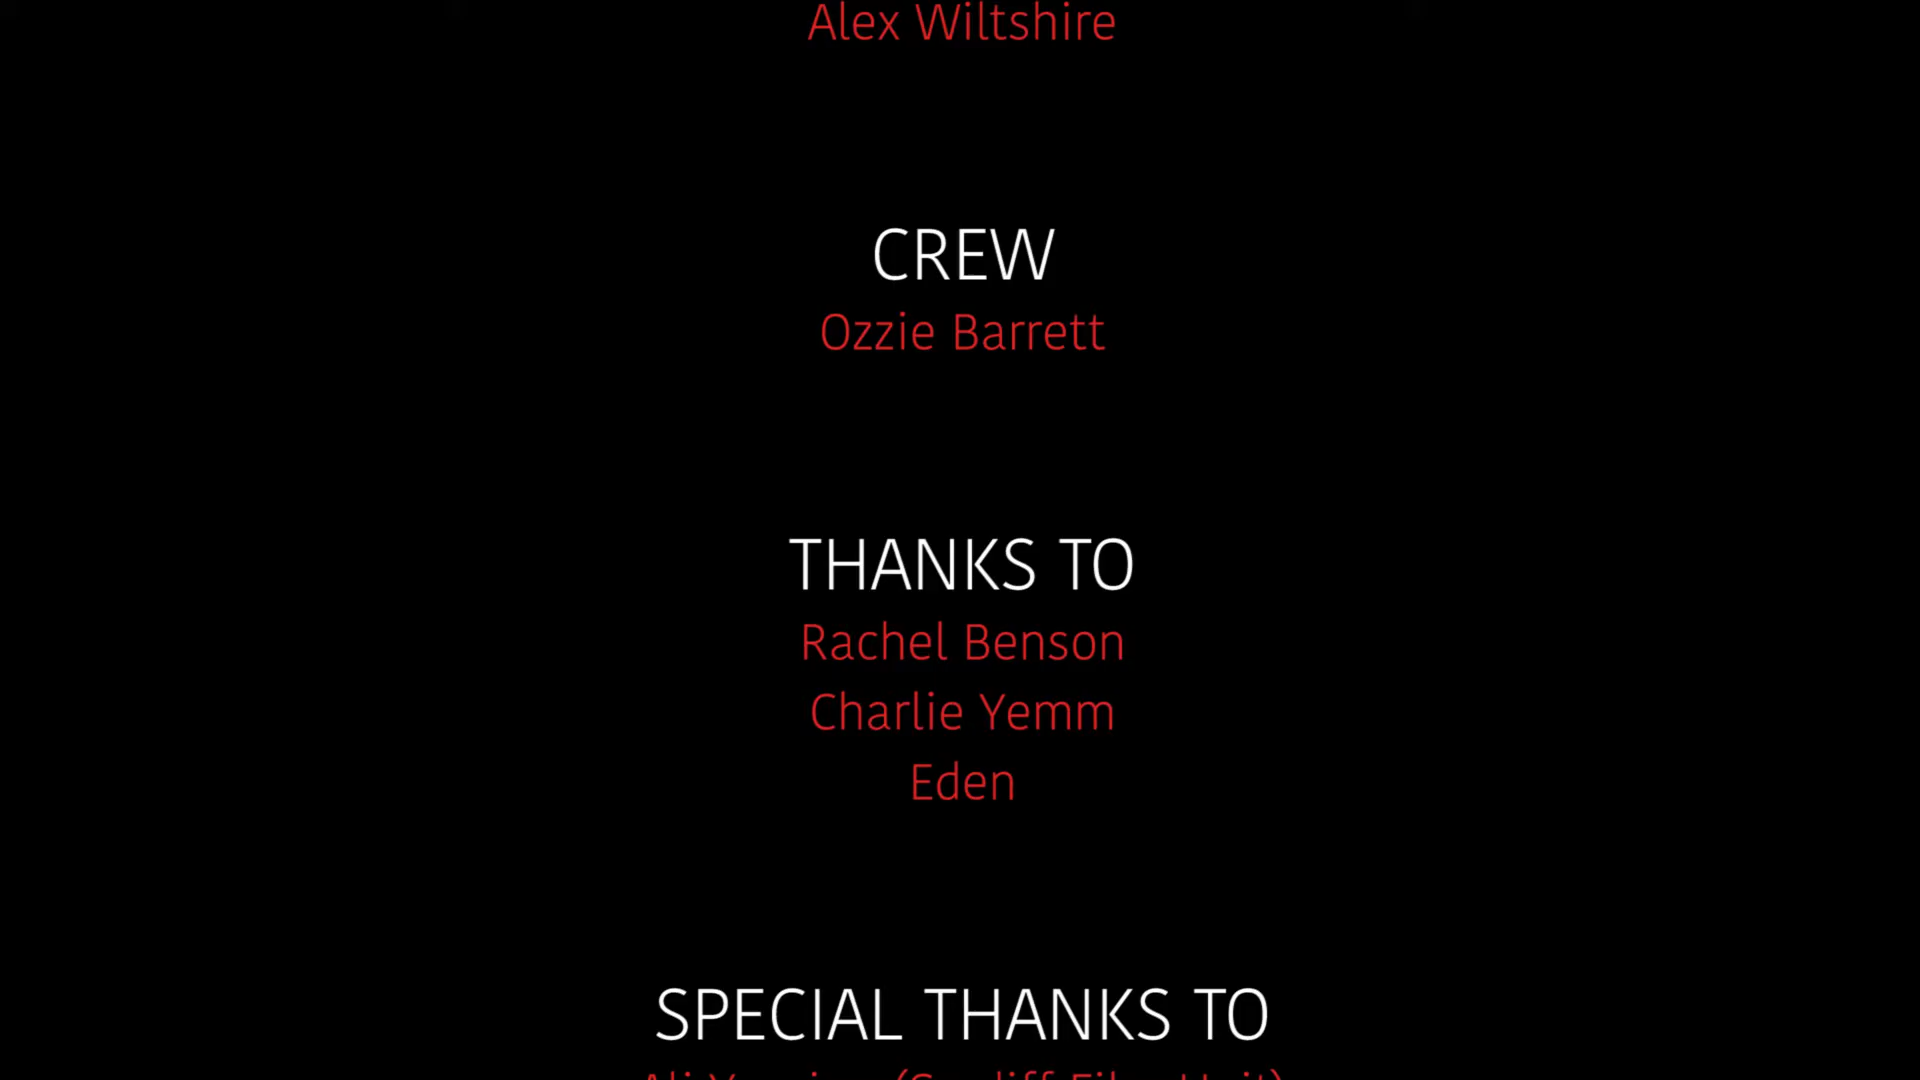 Alex Wiltshire
CREW
Ozzie Barrett
THANKS TO
Rachel Benson
Charlie Yemm
Eden
SPECIAL THANKS TO